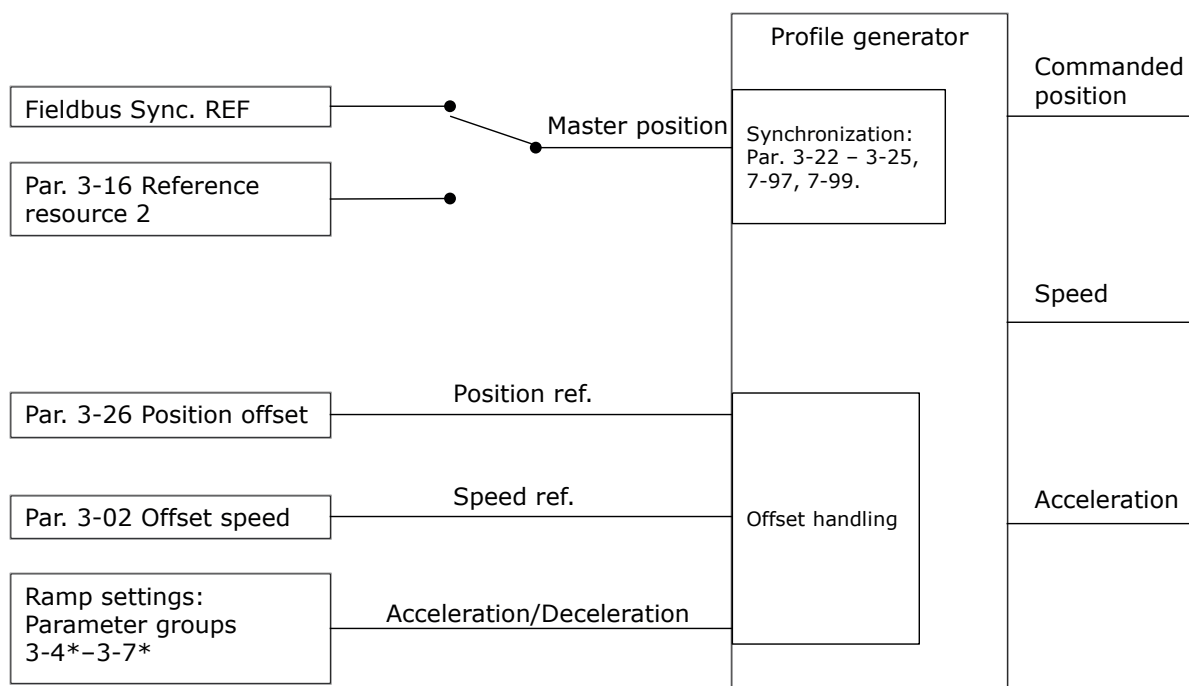 Profile generator
Commanded
position
Fieldbus Sync. REF
Master position
Synchronization:
Par. 3-22 – 3-25,
7-97, 7-99.
Par. 3-16 Reference
resource 2
Speed
Position ref.
Par. 3-26 Position offset
Speed ref.
Acceleration
Par. 3-02 Offset speed
Offset handling
Ramp settings:
Parameter groups
3-4*–3-7*
Acceleration/Deceleration